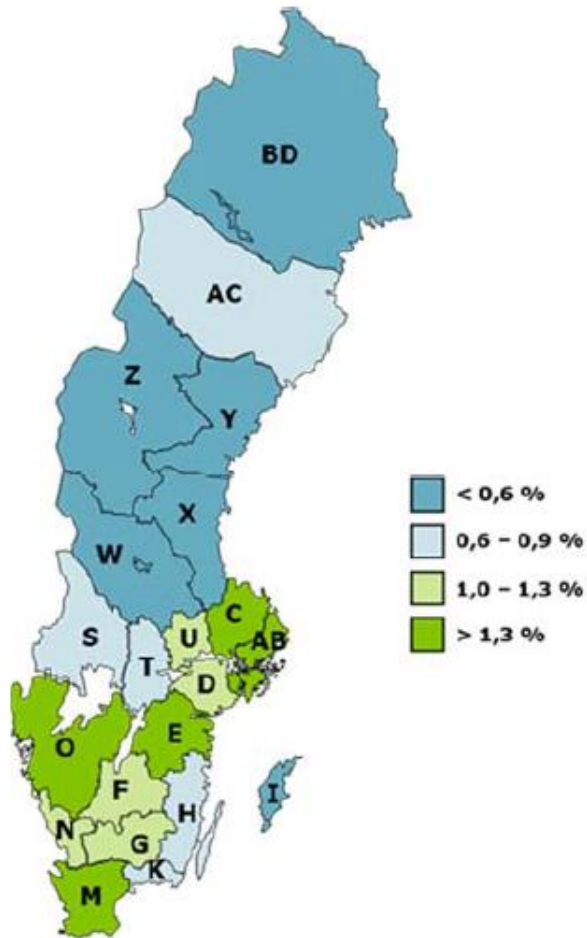 BD
AC
Z
Y
X
W
< 0,6 %
0,6 – 0,9 %
1,0 – 1,3 %
> 1,3 %
C
S
U
AB
T
D
O
E
F
I
H
N
G
K
M